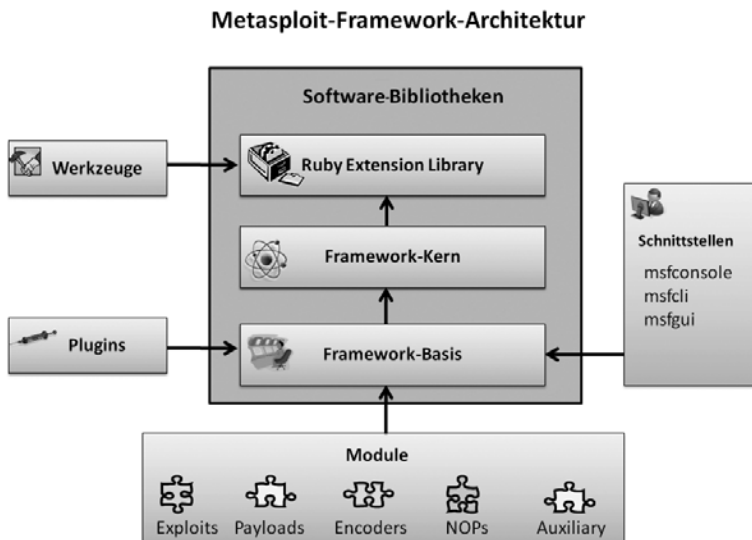 Metasploit-Framework-Architektur
Software-Bibliotheken
Werkzeuge
Ruby Extension Library
Schnittstellen
msfconsole
msfcli
msfgui
Framework-Kern
Plugins
Framework-Basis
Module
Exploits Payloads Encoders NOPs Auxiliary